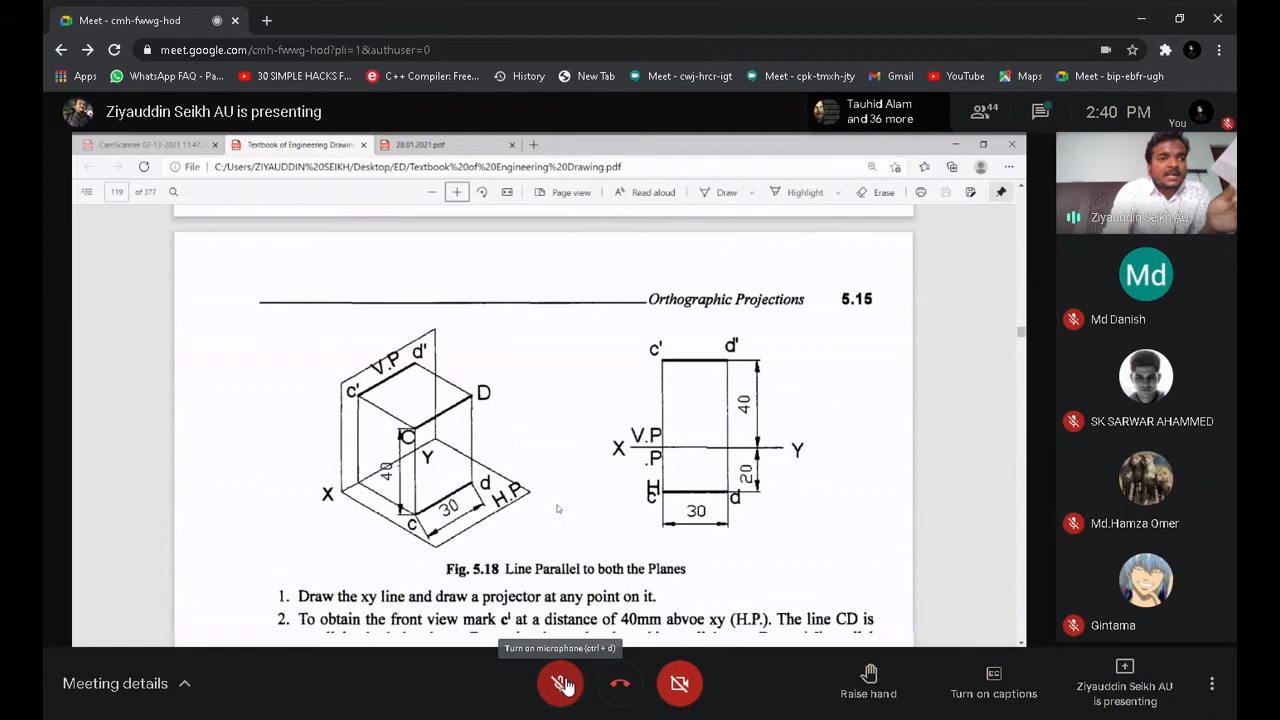 Meet - cmh-fwwg-hod
meet.google.com/cmh-fwwg-hod?pli=1&authuser=0
Apps WhatsApp FAQ - Pa... 30 SIMPLE HACKS F... C++ Compiler: Free... History New Tab Meet - cwj-hrcr-igt Meet - cpk-tmxh-jty Gmail YouTube Maps Meet - bip-ebfr-ugh
Ziyauddin Seikh AU is presenting
Tauhid Alam
and 36 more
44
2:40 PM
You
CamScanner 02-13-2021 11.47. Textbook of Engineering Drawin 28.01.2021.pdf
File C:/Users/ZIYAUDDIN%20SEIKH/Desktop/ED/Textbook%20of%20Engineering%20Drawing.pdf
119 of 377 Page view Read aloud Draw Highlight Erase
Orthographic Projections 5.15
V.P d' c' D C 40 Y X d H.P 30 c
c' d' 40 V.P X Y .P 20 H c d 30
Fig. 5.18 Line Parallel to both the Planes
1. Draw the xy line and draw a projector at any point on it.
2. To obtain the front view mark c' at a distance of 40mm abvoe xy (H.P.). The line CD is
Ziyauddin Seikh AU
Md
Md Danish
SK SARWAR AHAMMED
Md.Hamza Omer
Gintama
Turn on microphone (ctrl + d)
Meeting details
Raise hand
Turn on captions
Ziyauddin Seikh AU
is presenting